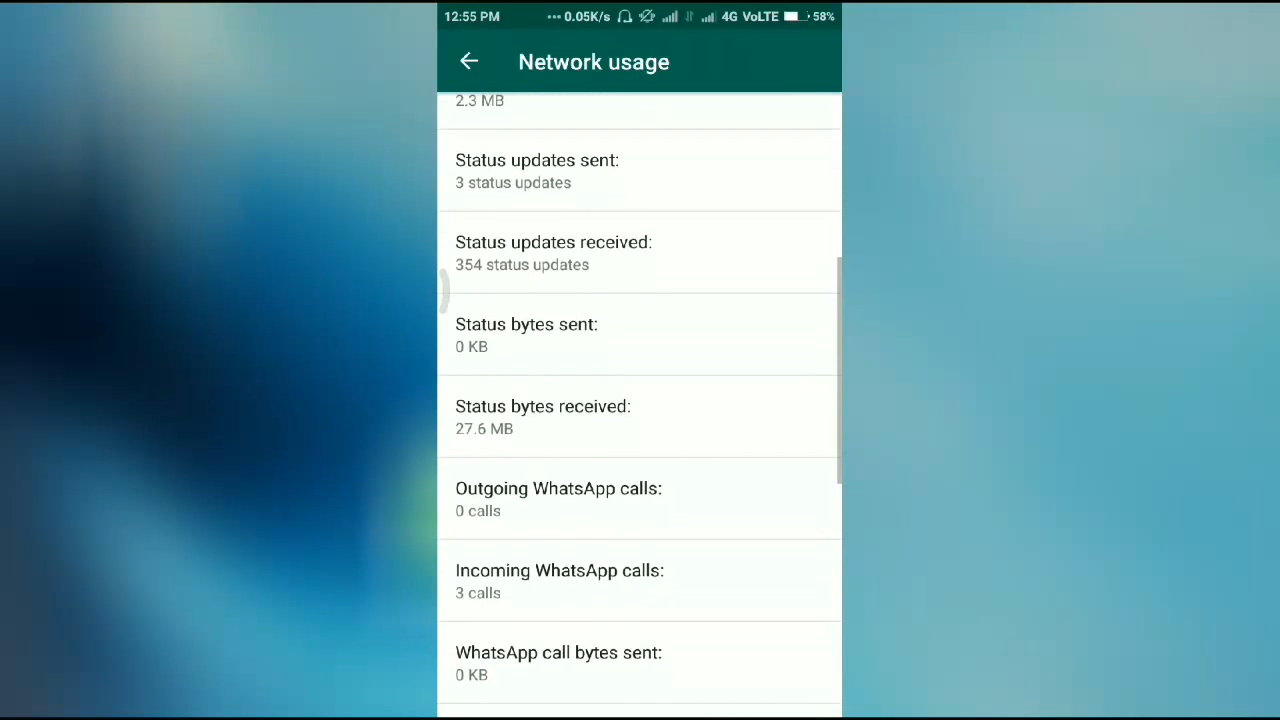 12:55 PM ••• 0.05K/s 4G VoLTE 58%
Network usage
2.3 MB
Status updates sent:
3 status updates
Status updates received:
354 status updates
Status bytes sent:
0 KB
Status bytes received:
27.6 MB
Outgoing WhatsApp calls:
0 calls
Incoming WhatsApp calls:
3 calls
WhatsApp call bytes sent:
0 KB